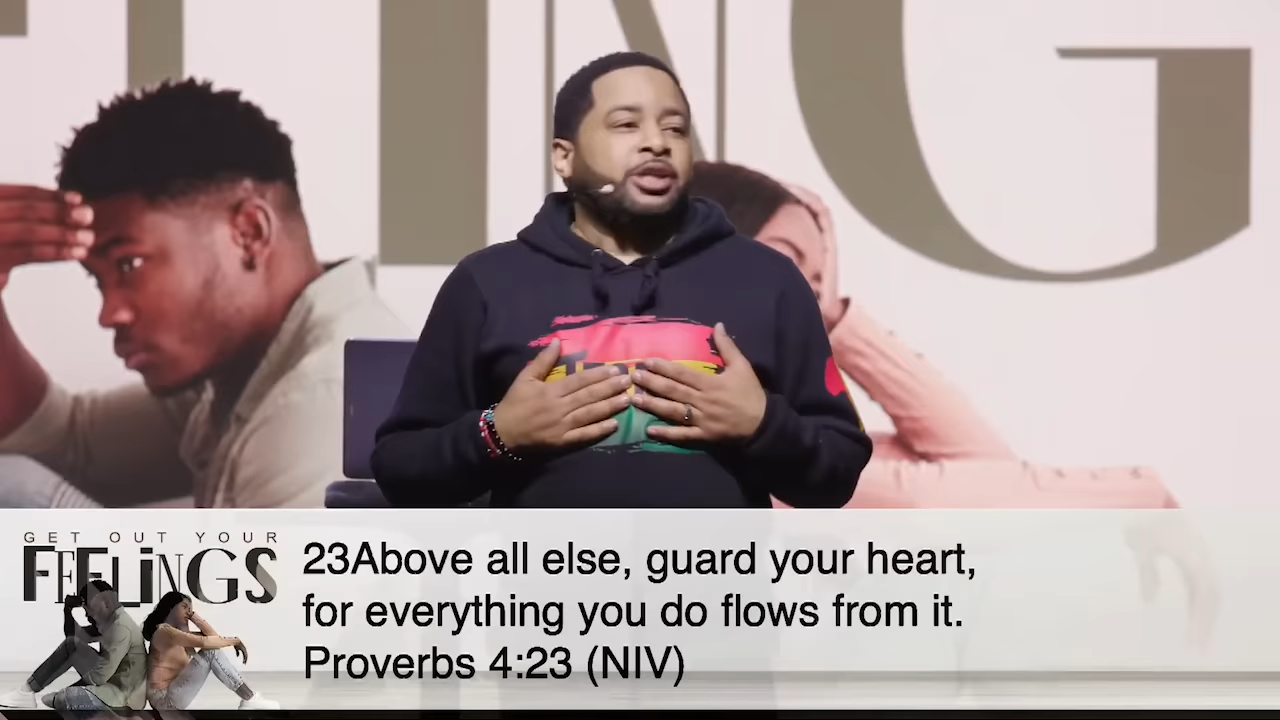 ING
GET OUT YOUR
FEELINGS
23Above all else, guard your heart,
for everything you do flows from it.
Proverbs 4:23 (NIV)